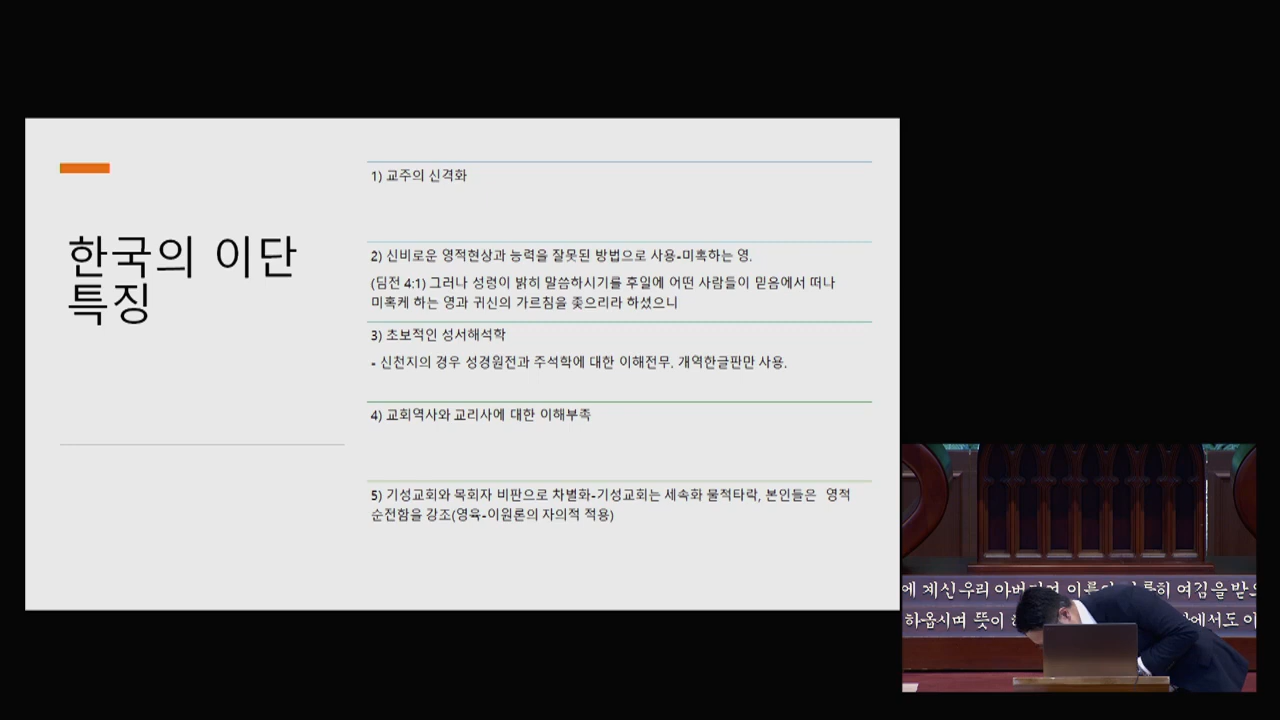 한국의 이단
특징
1) 교주의 신격화
2) 신비로운 영적현상과 능력을 잘못된 방법으로 사용-미혹하는 영.
(딤전 4:1) 그러나 성령이 밝히 말씀하시기를 후일에 어떤 사람들이 믿음에서 떠나
미혹케 하는 영과 귀신의 가르침을 좇으리라 하셨으니
3) 초보적인 성서해석학
- 신천지의 경우 성경원전과 주석학에 대한 이해전무. 개역한글판만 사용.
4) 교회역사와 교리사에 대한 이해부족
5) 기성교회와 목회자 비판으로 차별화-기성교회는 세속화 물적타락, 본인들은 영적
순전함을 강조(영육-이원론의 자의적 적용)
에 계신 우리 아버지여 이름이 여김을 받으
하옵시며 뜻이 에서도 이